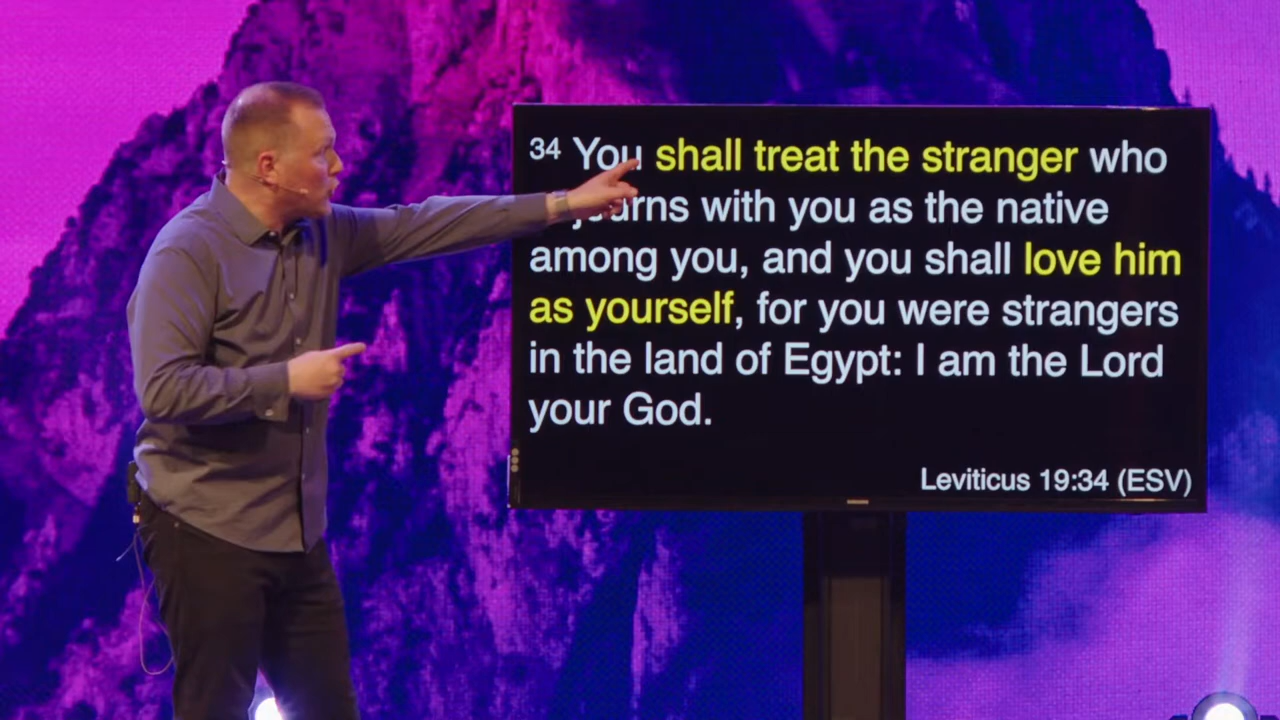 34 You shall treat the stranger who
with you as the native
among you, and you shall love him
as yourself, for you were strangers
in the land of Egypt: I am the Lord
your God.
Leviticus 19:34 (ESV)